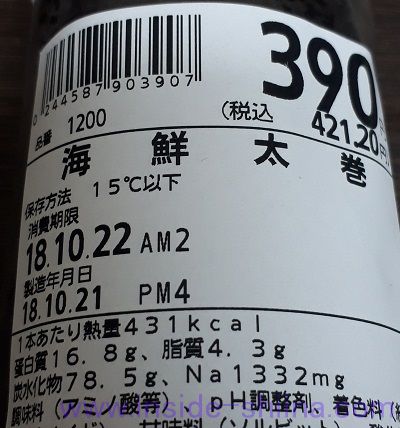 0244587903907
390
品番 1200
(税込 421.20
海鮮太巻
保存方法 15℃以下
消費期限
18.10.22 AM2
製造年月日
18.10.21 PM4
1本あたり熱量431kcal
蛋白質16.8g、脂質4.3g
炭水化物78.5g、Na1332mg
調味料(アミノ酸等) pH調整剤 着色料(
甘味料(ソルビット)